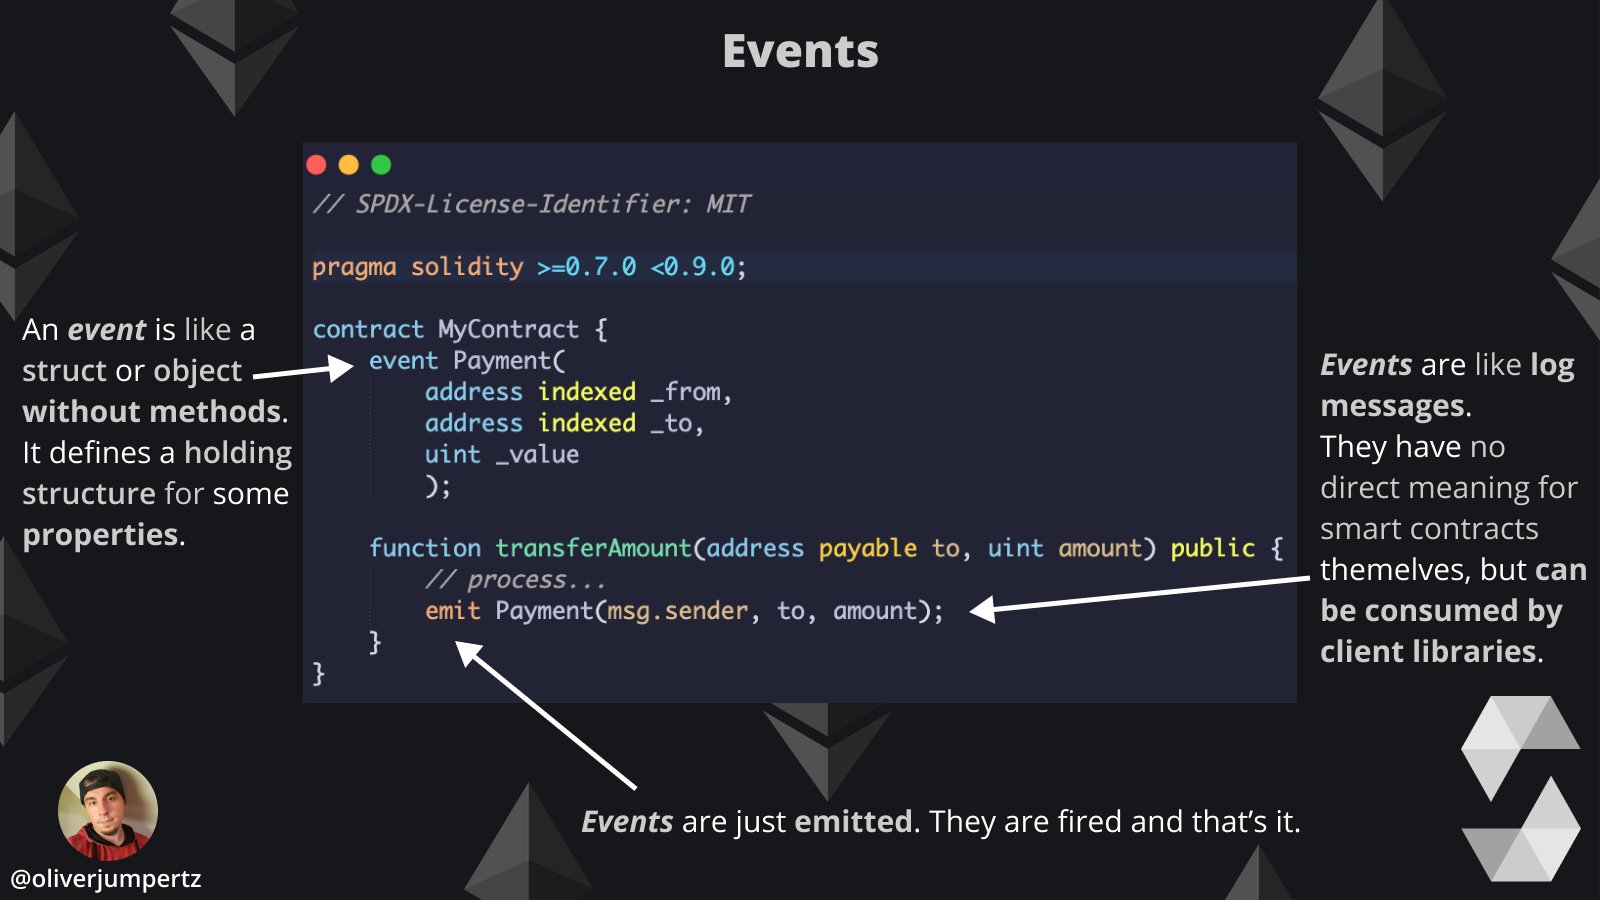 Events
// SPDX-License-Identifier: MIT
pragma solidity >=0.7.0 <0.9.0;
contract MyContract {
event Payment(
address indexed _from,
address indexed _to,
uint _value
);
function transferAmount(address payable to, uint amount) public {
// process...
emit Payment(msg.sender, to, amount);
}
}
An event is like a
struct or object
without methods.
It defines a holding
structure for some
properties.
Events are like log
messages.
They have no
direct meaning for
smart contracts
themelves, but can
be consumed by
client libraries.
Events are just emitted. They are fired and that's it.
@oliverjumpertz